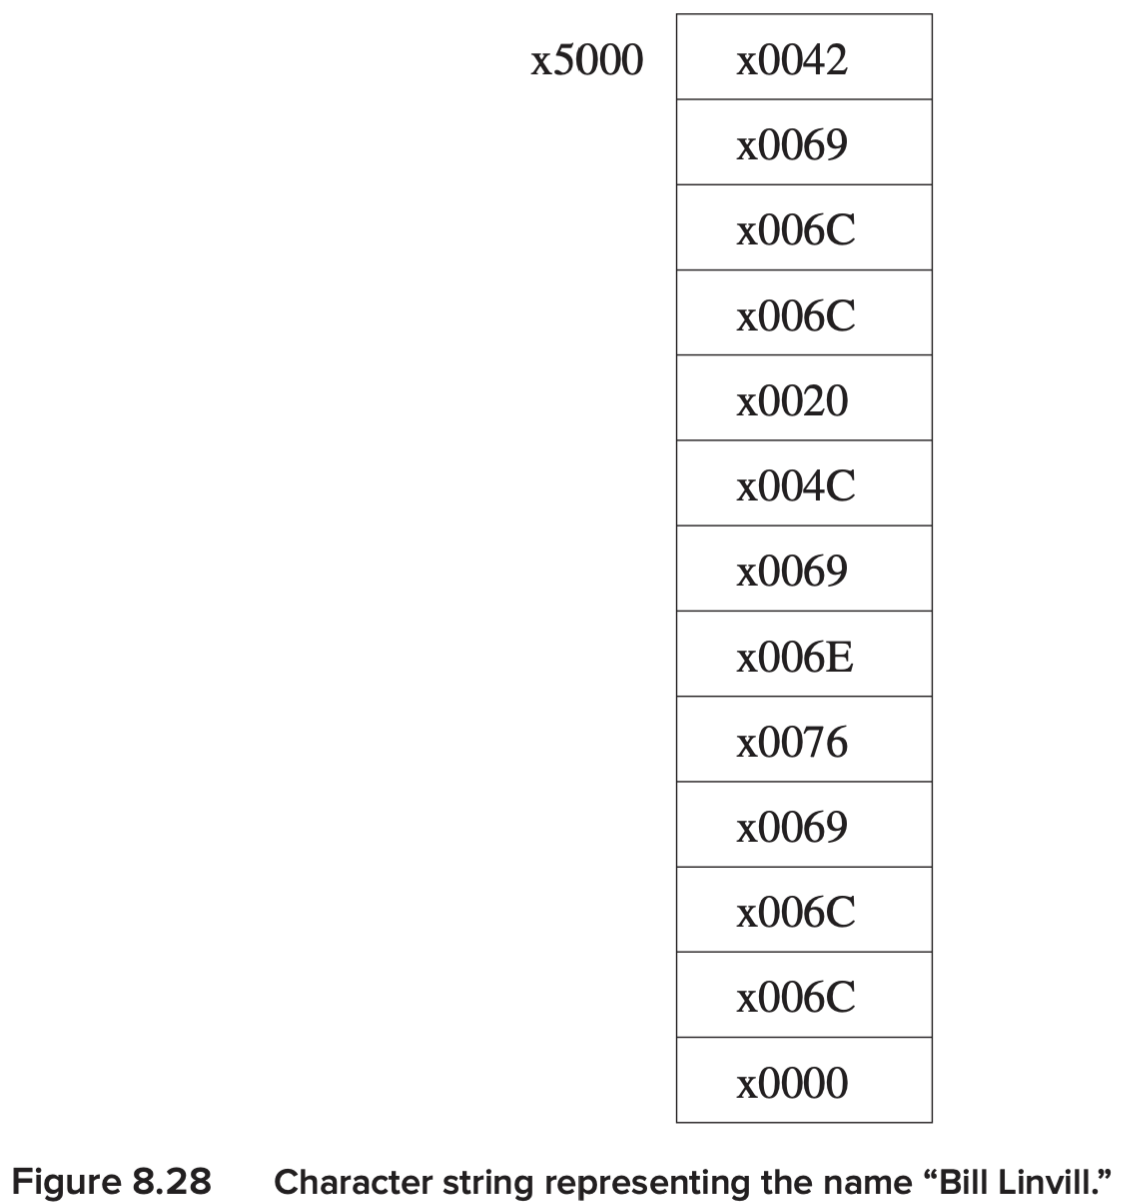 x5000 x0042
x0069
x006C
x006C
x0020
x004C
x0069
x006E
x0076
x0069
x006C
x006C
x0000
Figure 8.28 Character string representing the name “Bill Linvill.”